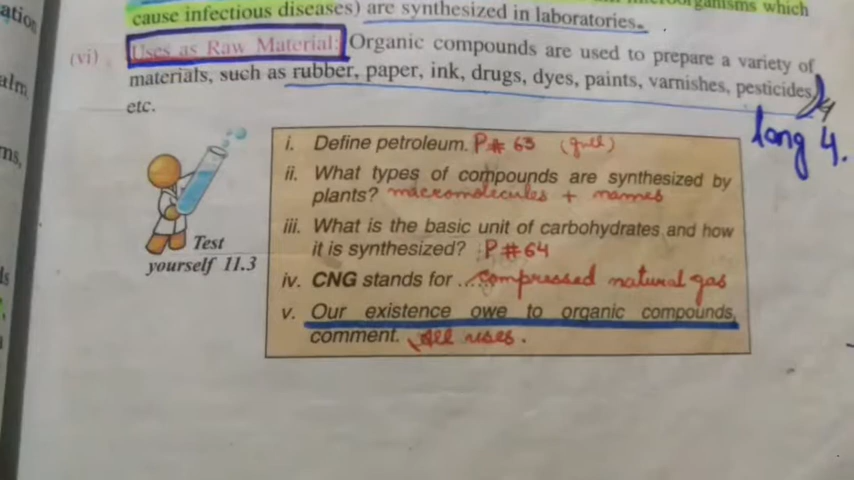 ation
organisms which
cause infectious diseases) are synthesized in laboratories.
(vi) Uses as Raw Material: Organic compounds are used to prepare a variety of
materials, such as rubber, paper, ink, drugs, dyes, paints, varnishes, pesticides
etc.
long 4.
i. Define petroleum. P# 63
ii. What types of compounds are synthesized by
plants? macromolecules + names
iii. What is the basic unit of carbohydrates and how
it is synthesized? P#64
Test
yourself 11.3
iv. CNG stands for ... compressed natural gas
v. Our existence owe to organic compounds,
comment. All uses.